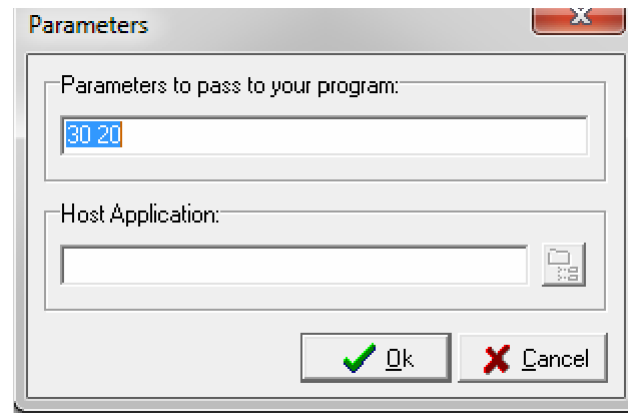 Parameters
Parameters to pass to your program:
30 20
Host Application:
Ok
Cancel